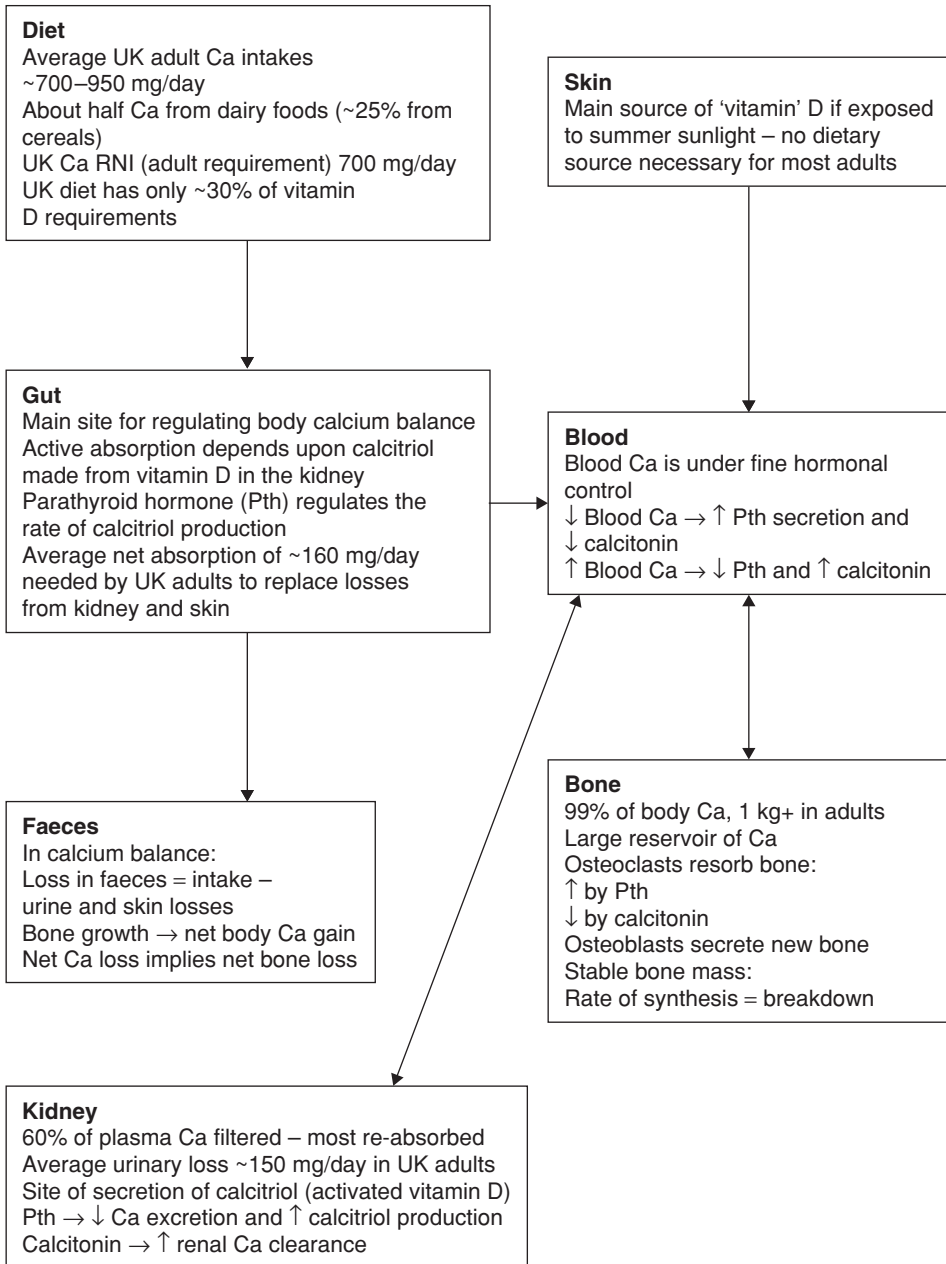 Diet
Average UK adult Ca intakes
~700–950 mg/day
About half Ca from dairy foods (~25% from
cereals)
UK Ca RNI (adult requirement) 700 mg/day
UK diet has only ~30% of vitamin
D requirements
Skin
Main source of ‘vitamin’ D if exposed
to summer sunlight – no dietary
source necessary for most adults
Gut
Main site for regulating body calcium balance
Active absorption depends upon calcitriol
made from vitamin D in the kidney
Parathyroid hormone (Pth) regulates the
rate of calcitriol production
Average net absorption of ~160 mg/day
needed by UK adults to replace losses
from kidney and skin
Blood
Blood Ca is under fine hormonal
control
↓ Blood Ca → ↑ Pth secretion and
↓ calcitonin
↑ Blood Ca → ↓ Pth and ↑ calcitonin
Faeces
In calcium balance:
Loss in faeces = intake –
urine and skin losses
Bone growth → net body Ca gain
Net Ca loss implies net bone loss
Bone
99% of body Ca, 1 kg+ in adults
Large reservoir of Ca
Osteoclasts resorb bone:
↑ by Pth
↓ by calcitonin
Osteoblasts secrete new bone
Stable bone mass:
Rate of synthesis = breakdown
Kidney
60% of plasma Ca filtered – most re-absorbed
Average urinary loss ~150 mg/day in UK adults
Site of secretion of calcitriol (activated vitamin D)
Pth → ↓ Ca excretion and ↑ calcitriol production
Calcitonin → ↑ renal Ca clearance